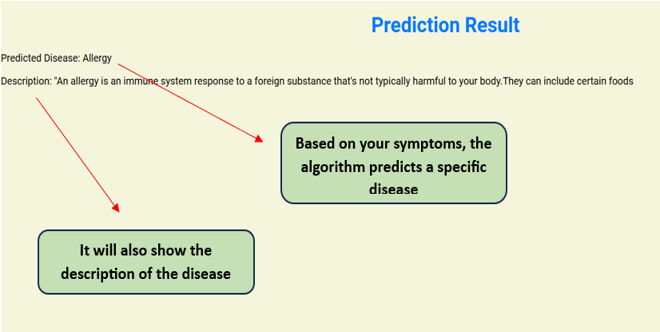 Prediction Result
Predicted Disease: Allergy
Description: "An allergy is an immune system response to a foreign substance that's not typically harmful to your body.They can include certain foods
Based on your symptoms, the
algorithm predicts a specific
disease
It will also show the
description of the disease